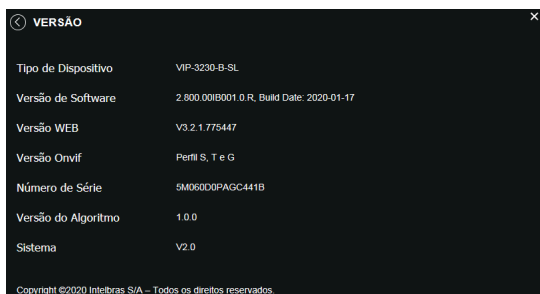 VERSÃO
Tipo de Dispositivo VIP-3230-B-SL
Versão de Software 2.800.00IB001.0.R, Build Date: 2020-01-17
Versão WEB V3.2.1.775447
Versão Onvif Perfil S, T e G
Número de Série 5M060D0PAGC441B
Versão do Algoritmo 1.0.0
Sistema V2.0
Copyright ©2020 Intelbras S/A – Todos os direitos reservados.